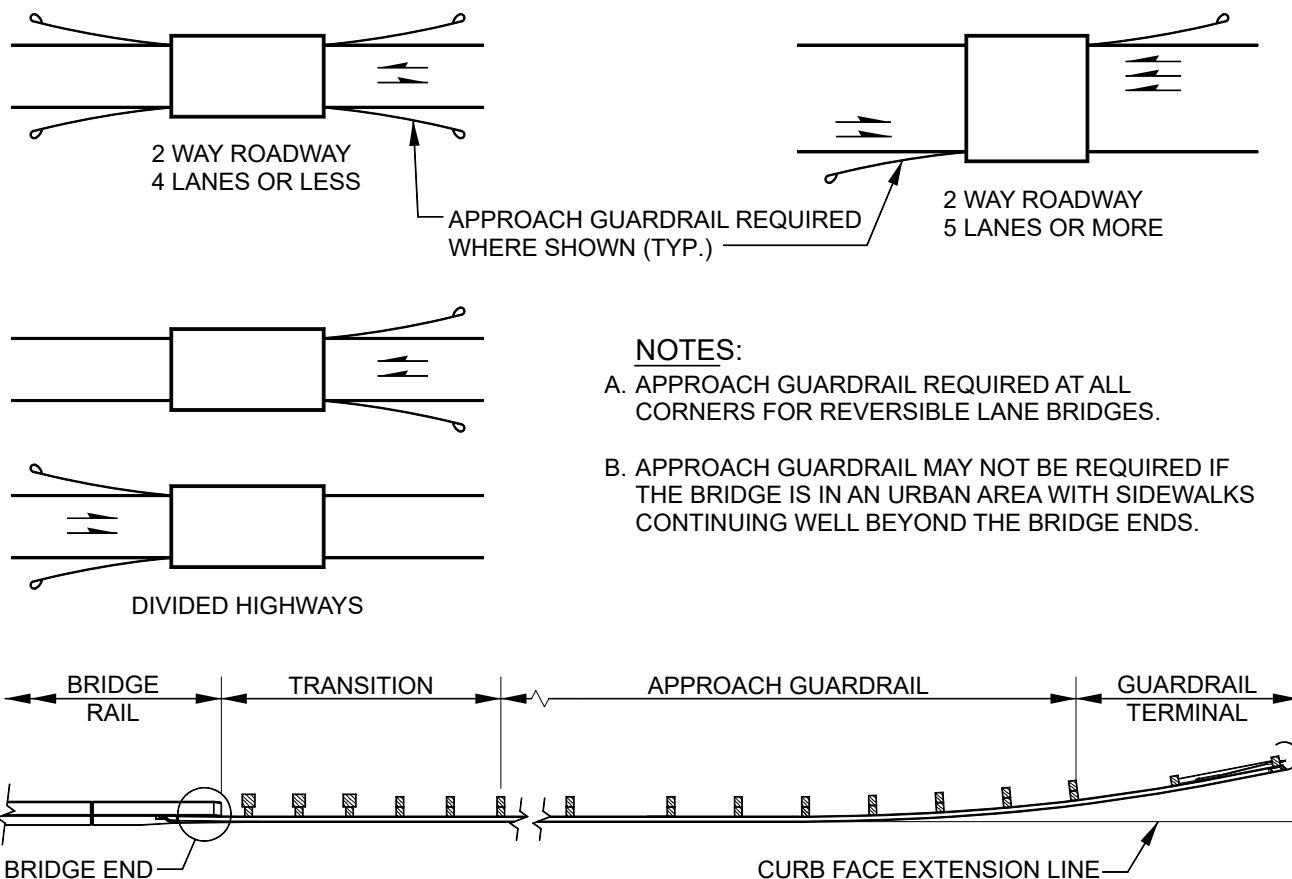 2 WAY ROADWAY
4 LANES OR LESS
2 WAY ROADWAY
5 LANES OR MORE
APPROACH GUARDRAIL REQUIRED
WHERE SHOWN (TYP.)
NOTES:
A. APPROACH GUARDRAIL REQUIRED AT ALL
CORNERS FOR REVERSIBLE LANE BRIDGES.
B. APPROACH GUARDRAIL MAY NOT BE REQUIRED IF
THE BRIDGE IS IN AN URBAN AREA WITH SIDEWALKS
CONTINUING WELL BEYOND THE BRIDGE ENDS.
DIVIDED HIGHWAYS
BRIDGE
RAIL
TRANSITION
APPROACH GUARDRAIL
GUARDRAIL
TERMINAL
BRIDGE END
CURB FACE EXTENSION LINE